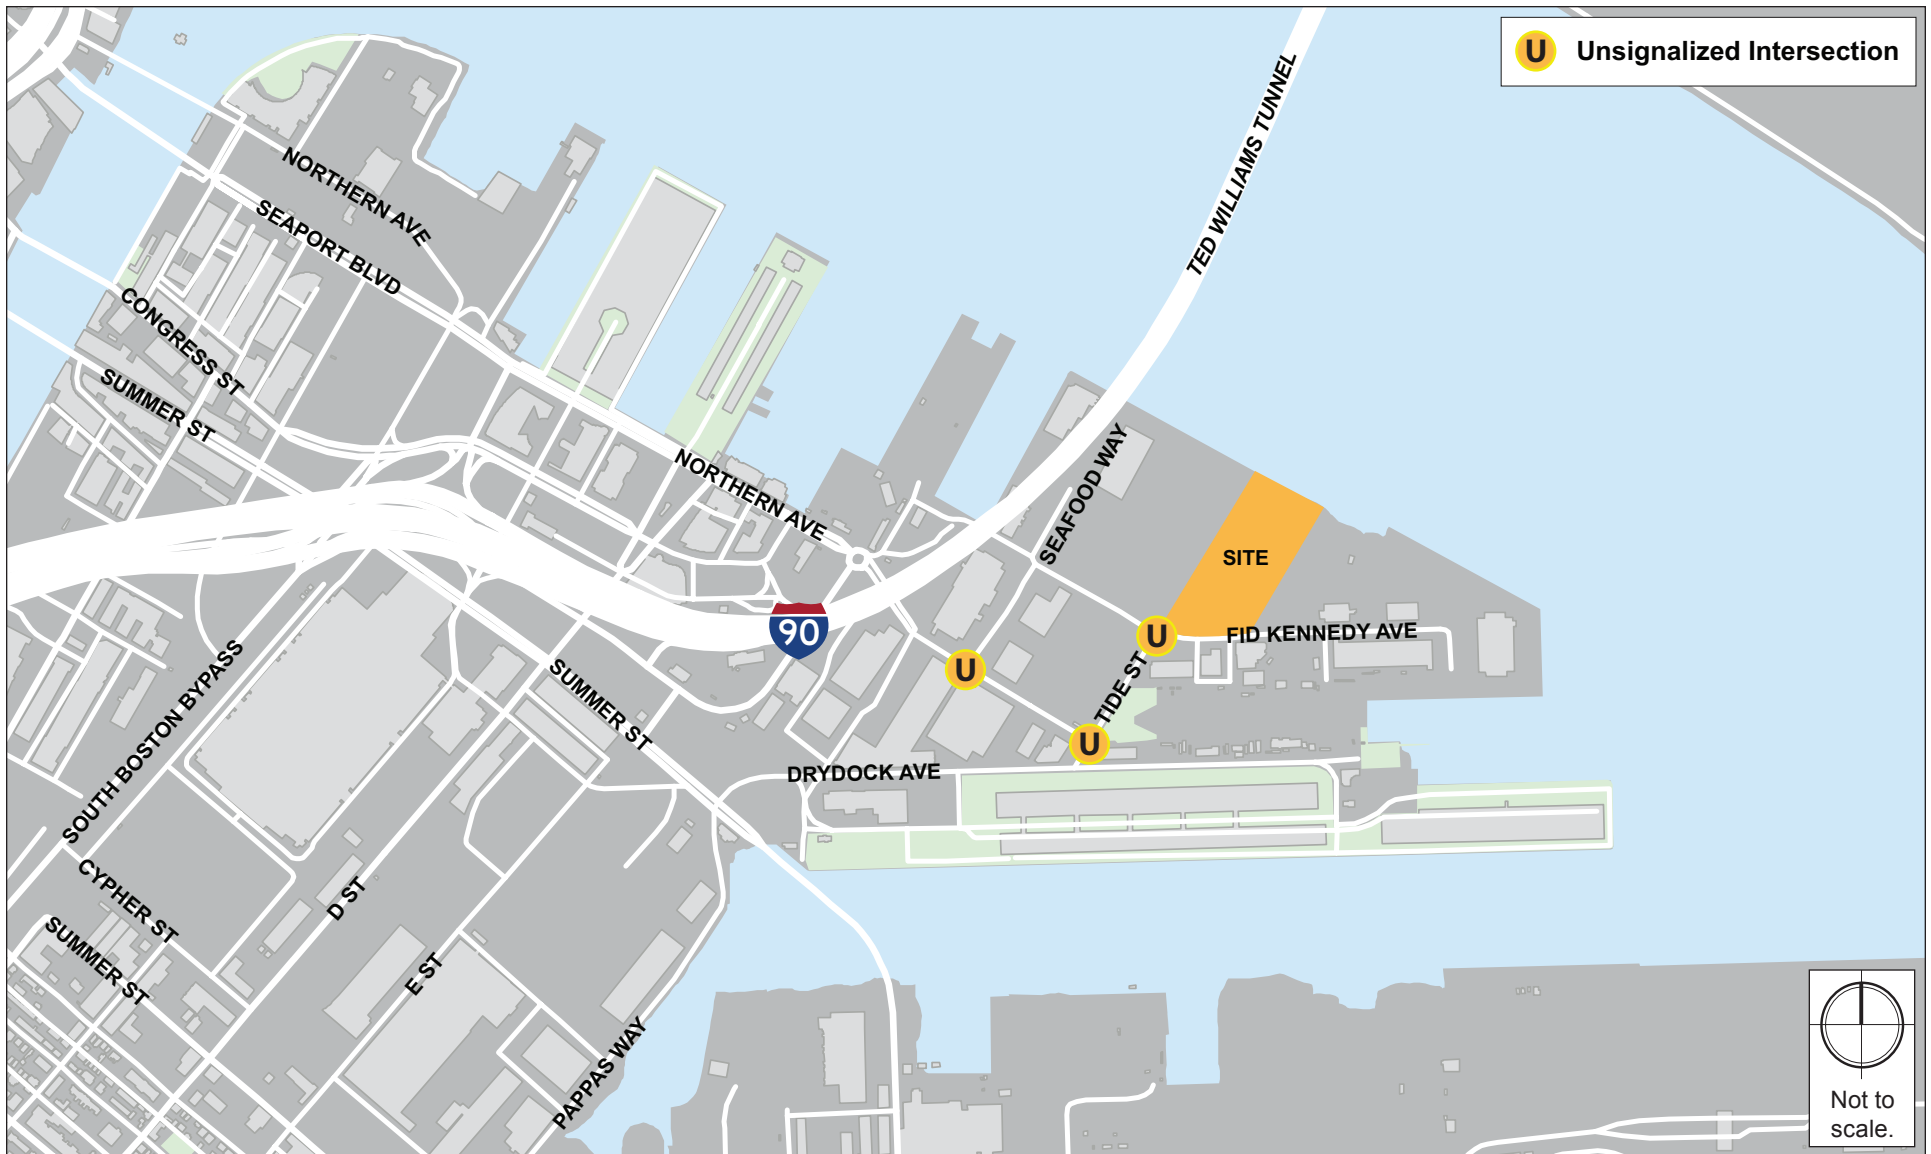 U Unsignalized Intersection
TED WILLIAMS TUNNEL
NORTHERN AVE
SEAPORT BLVD
CONGRESS ST
SUMMER ST
NORTHERN AVE
SEAFOOD WAY
SITE
90
U
FID KENNEDY AVE
U
TIDE ST
U
SUMMER ST
SOUTH BOSTON BYPASS
DRYDOCK AVE
CYPHER ST
D ST
SUMMER ST
E ST
PAPPAS WAY
Not to
scale.